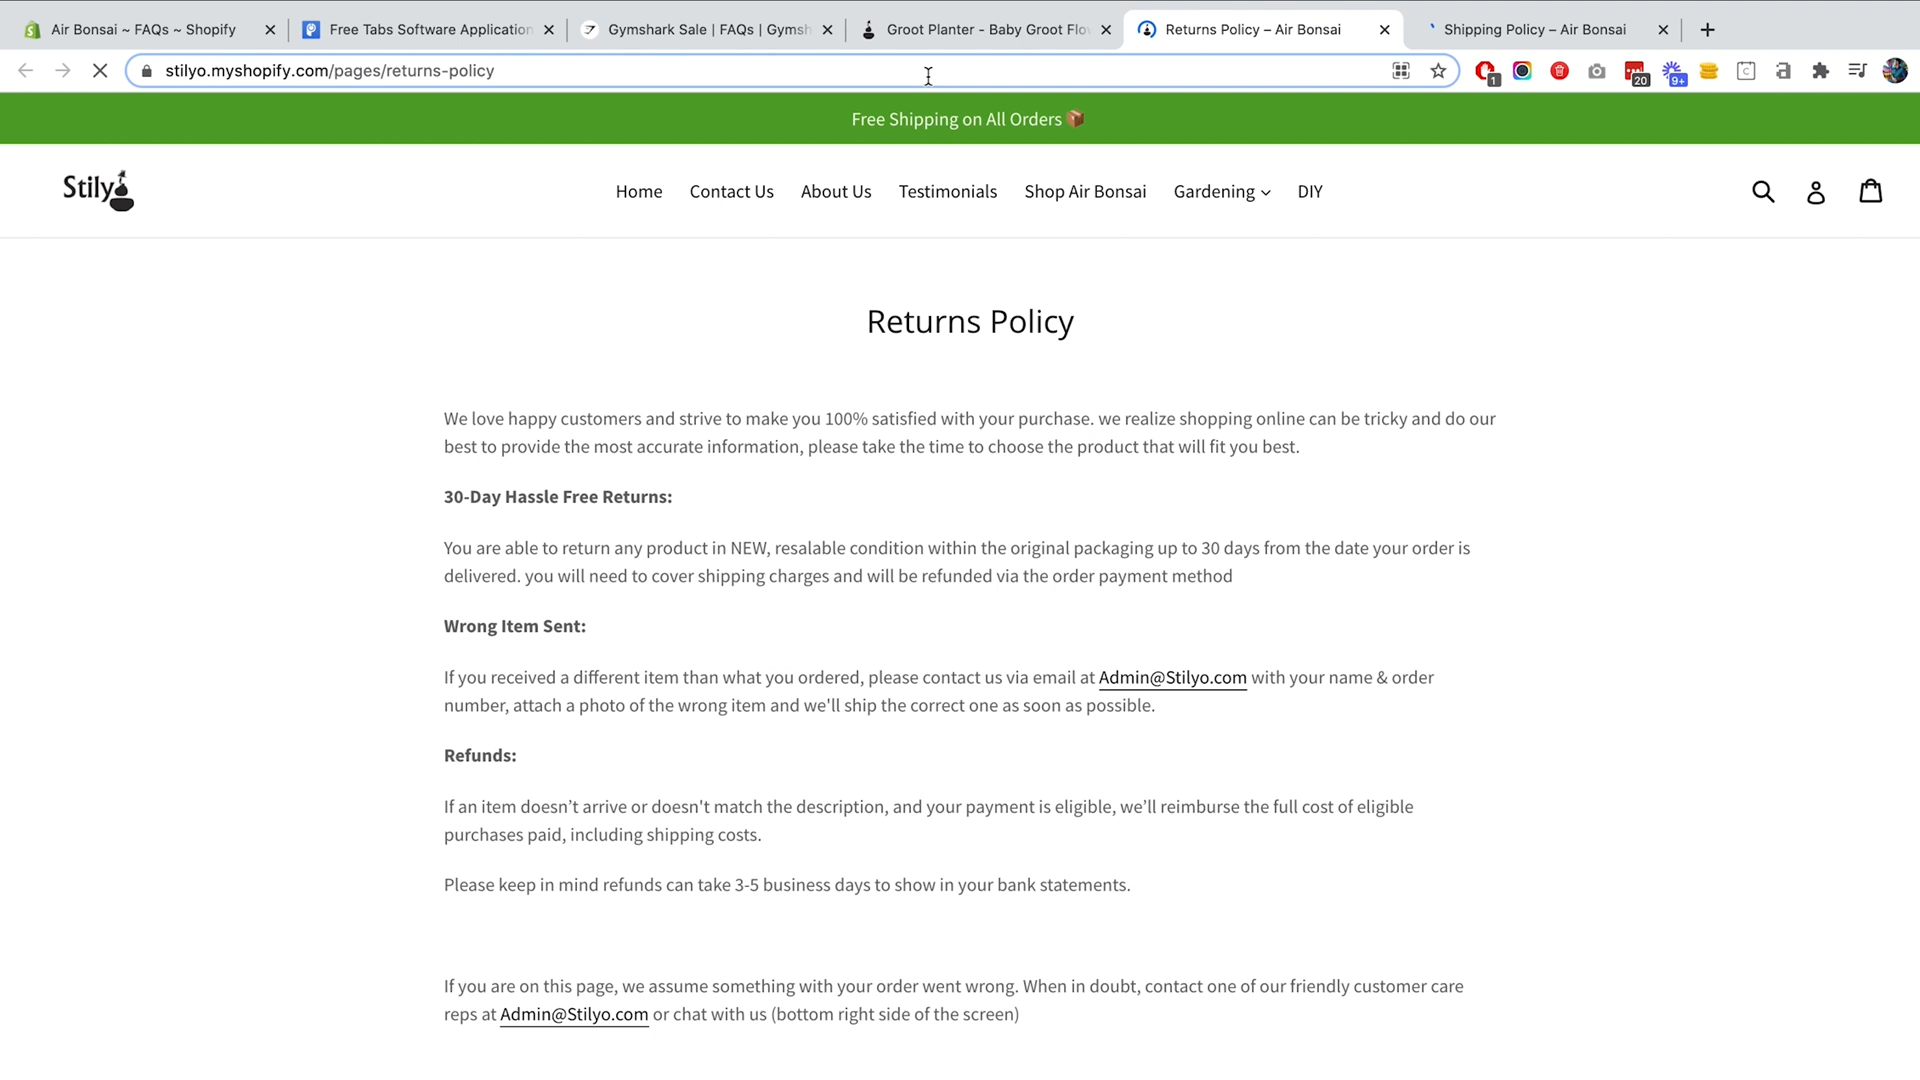 Air Bonsai ~ FAQs ~ Shopify
Free Tabs Software Application
Gymshark Sale | FAQs | Gymsh
Groot Planter - Baby Groot Flo
Returns Policy – Air Bonsai
Shipping Policy – Air Bonsai
stilyo.myshopify.com/pages/returns-policy
1
20
9+
Free Shipping on All Orders 📦
Stilyo
Home
Contact Us
About Us
Testimonials
Shop Air Bonsai
Gardening
DIY
Returns Policy
We love happy customers and strive to make you 100% satisfied with your purchase. we realize shopping online can be tricky and do our
best to provide the most accurate information, please take the time to choose the product that will fit you best.
30-Day Hassle Free Returns:
You are able to return any product in NEW, resalable condition within the original packaging up to 30 days from the date your order is
delivered. you will need to cover shipping charges and will be refunded via the order payment method
Wrong Item Sent:
If you received a different item than what you ordered, please contact us via email at Admin@Stilyo.com with your name & order
number, attach a photo of the wrong item and we'll ship the correct one as soon as possible.
Refunds:
If an item doesn’t arrive or doesn't match the description, and your payment is eligible, we’ll reimburse the full cost of eligible
purchases paid, including shipping costs.
Please keep in mind refunds can take 3-5 business days to show in your bank statements.
If you are on this page, we assume something with your order went wrong. When in doubt, contact one of our friendly customer care
reps at Admin@Stilyo.com or chat with us (bottom right side of the screen)